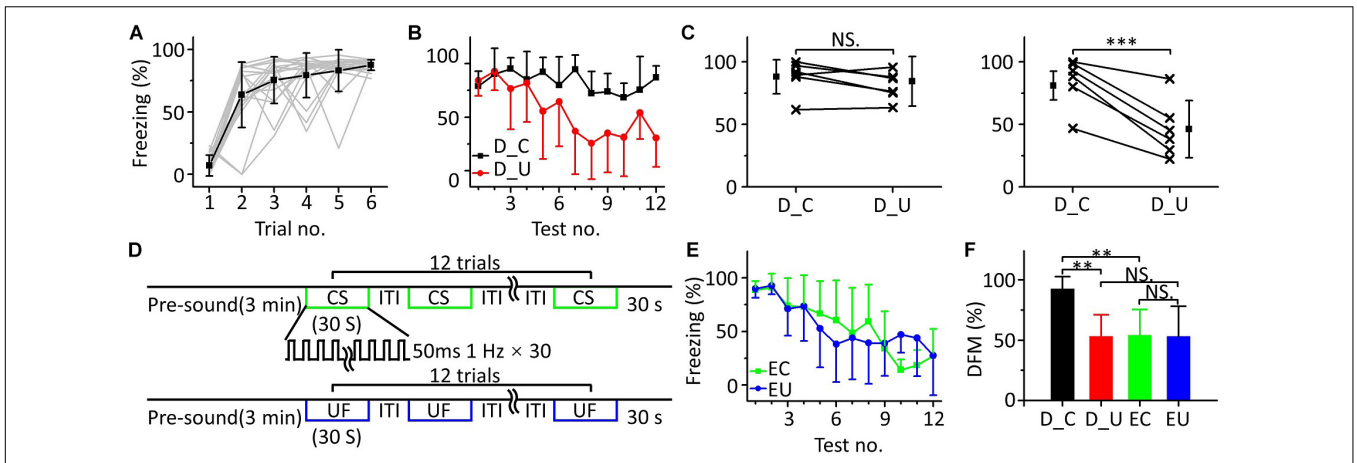 A
Freezing (%)
100
50
0
1 2 3 4 5 6
Trial no.
B
100
50
0
D_C
D_U
3 6 9 12
Test no.
C
100
50
0
NS.
D_C D_U
100
50
0
***
D_C D_U
D
12 trials
Pre-sound(3 min) CS ITI CS ITI ITI CS 30 s
(30 S)
50ms 1 Hz × 30
12 trials
Pre-sound(3 min) UF ITI UF ITI ITI UF 30 s
(30 S)
E
Freezing (%)
100
50
0
EC
EU
3 6 9 12
Test no.
F
DFM (%)
100
50
0
**
**
NS.
NS.
D_C D_U EC EU